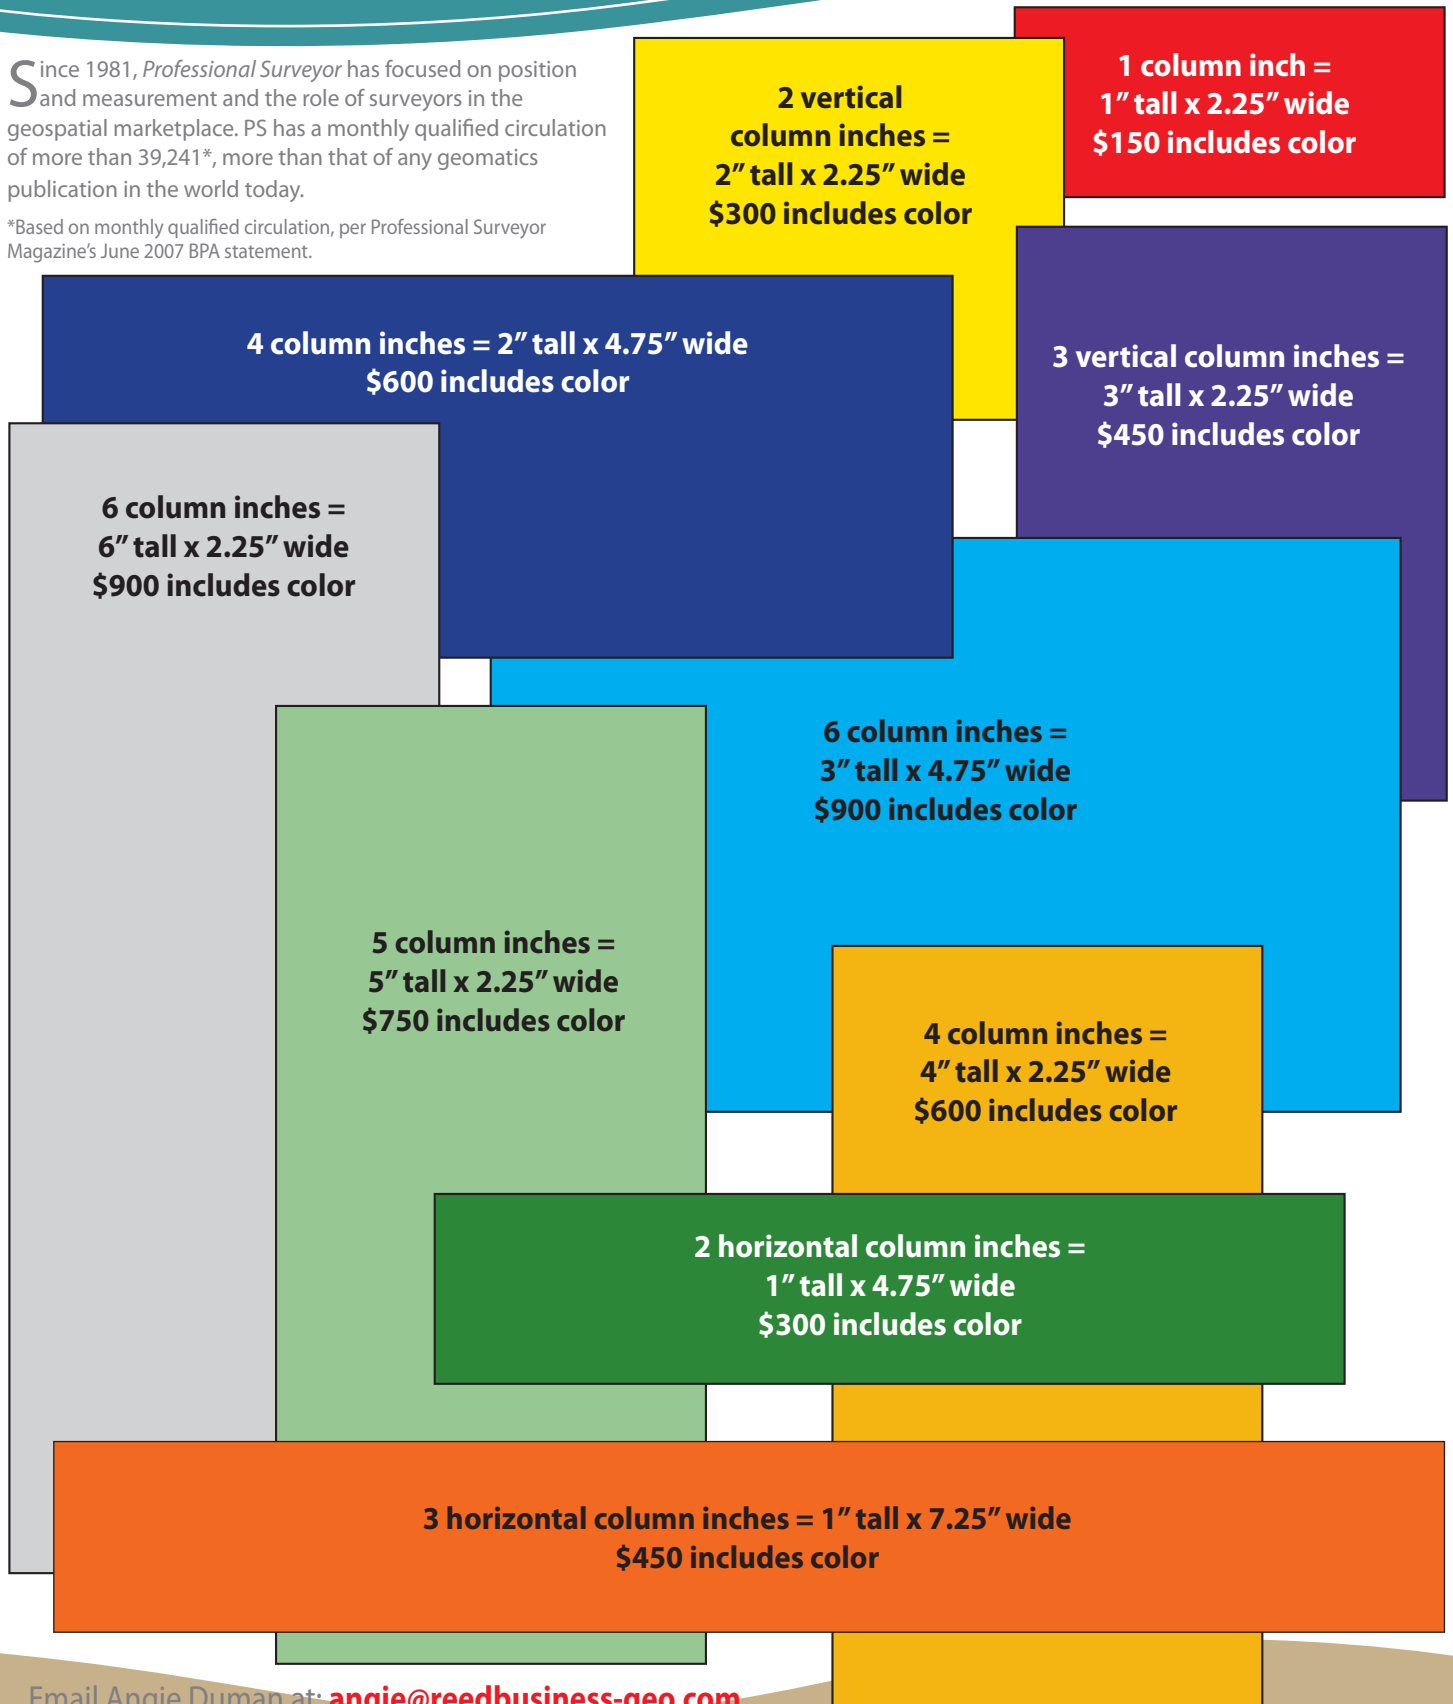 Since 1981, Professional Surveyor has focused on position
and measurement and the role of surveyors in the
geospatial marketplace. PS has a monthly qualified circulation
of more than 39,241*, more than that of any geomatics
publication in the world today.
*Based on monthly qualified circulation, per Professional Surveyor
Magazine's June 2007 BPA statement.
1 column inch =
1" tall x 2.25" wide
$150 includes color
2 vertical
column inches =
2" tall x 2.25" wide
$300 includes color
4 column inches = 2" tall x 4.75" wide
$600 includes color
3 vertical column inches =
3" tall x 2.25" wide
$450 includes color
6 column inches =
6" tall x 2.25" wide
$900 includes color
6 column inches =
3" tall x 4.75" wide
$900 includes color
5 column inches =
5" tall x 2.25" wide
$750 includes color
4 column inches =
4" tall x 2.25" wide
$600 includes color
2 horizontal column inches =
1" tall x 4.75" wide
$300 includes color
3 horizontal column inches = 1" tall x 7.25" wide
$450 includes color
Email Angie Duman at: angie@reedbusiness-geo.com